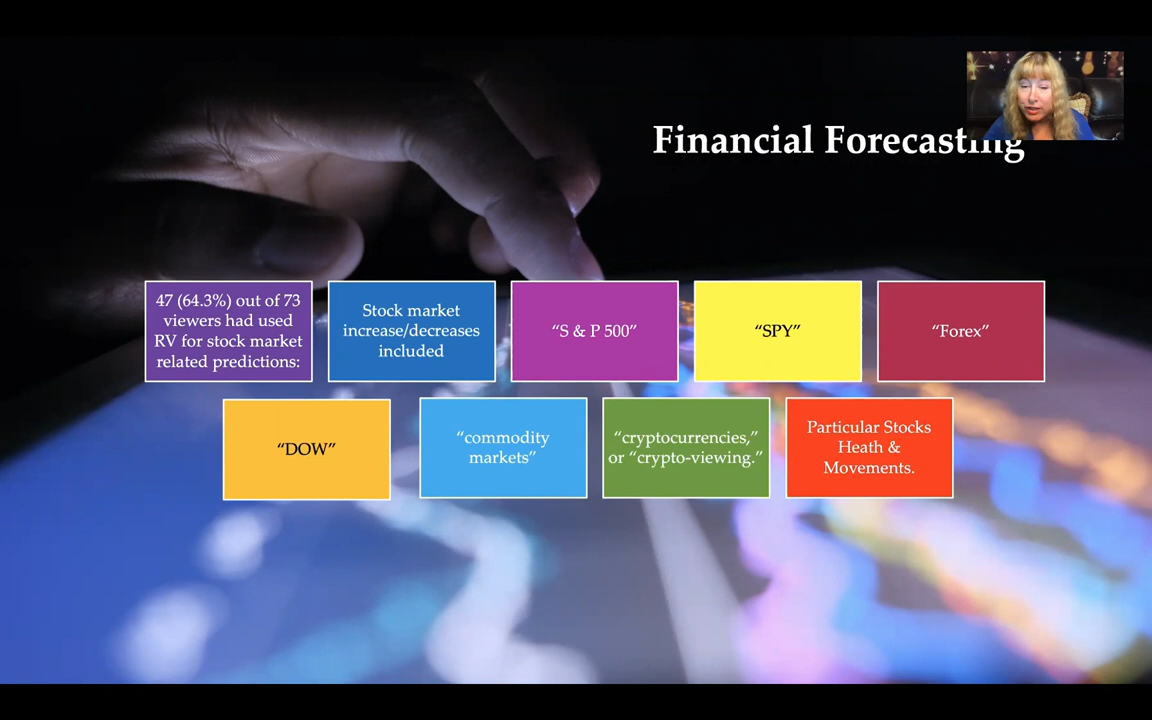 Financial Forecasting
47 (64.3%) out of 73
viewers had used
RV for stock market
related predictions:
Stock market
increase/decreases
included
“S & P 500”
“SPY”
“Forex”
“DOW”
“commodity
markets”
“cryptocurrencies,”
or “crypto-viewing.”
Particular Stocks
Heath &
Movements.